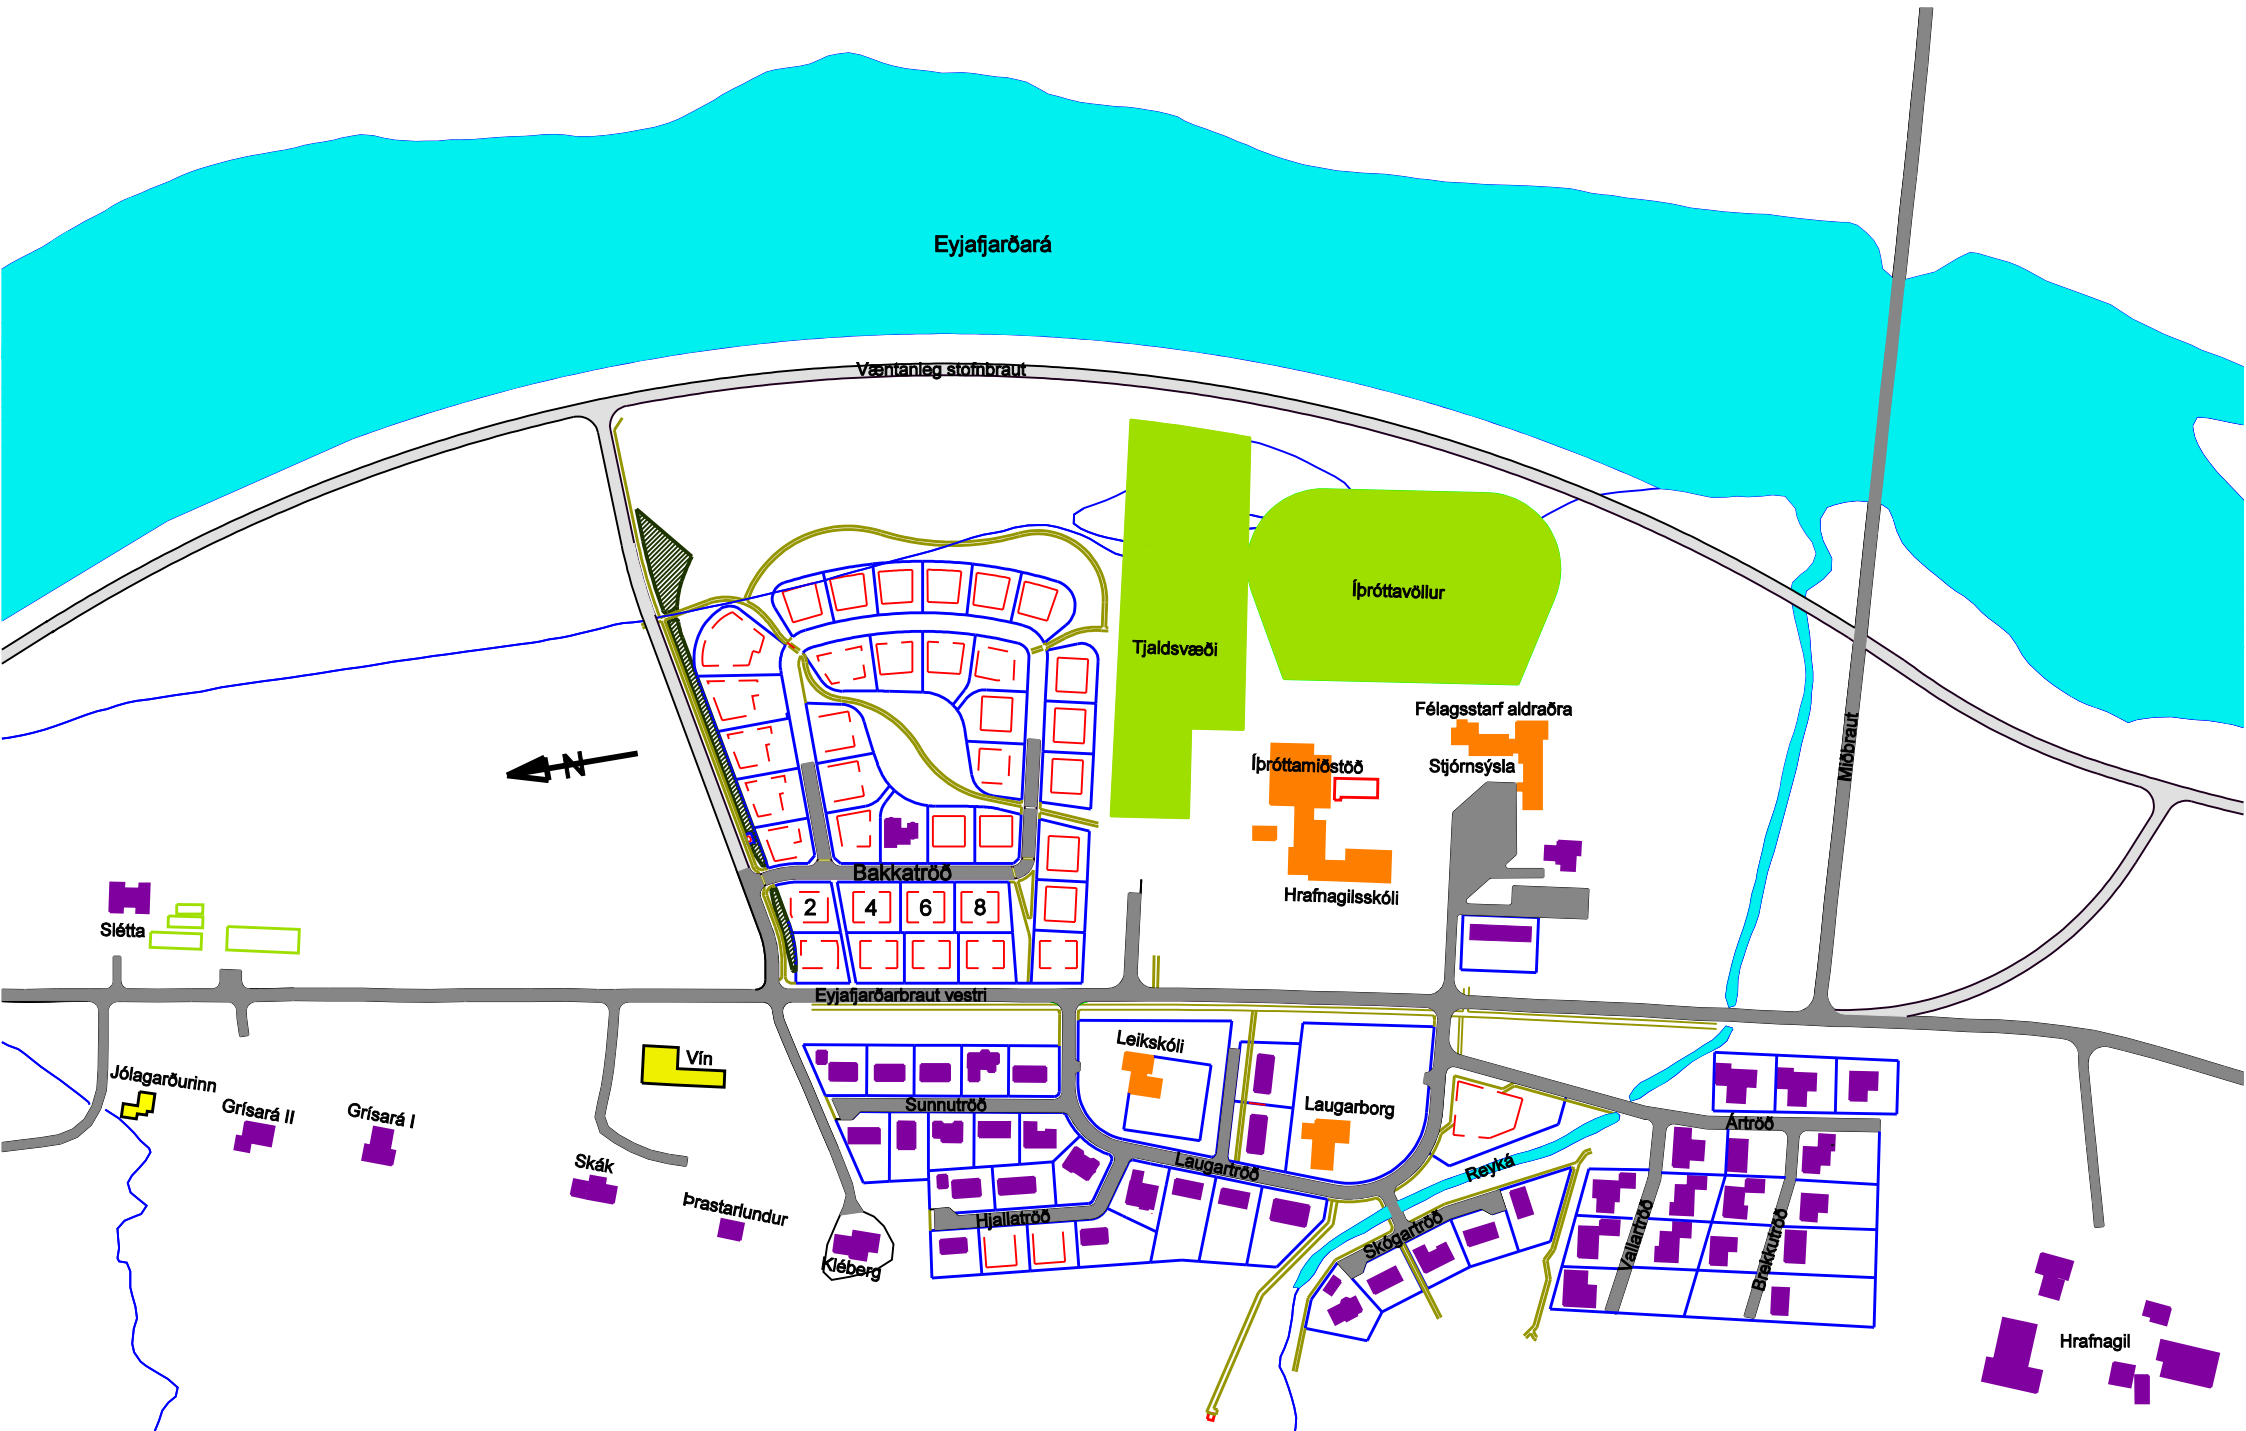 Eyjafjarðará
Væntanleg stofnbraut
Íþróttavöllur
Tjaldsvæði
Félagsstarf aldraðra
Íþróttamiðstöð
Stjórnsýsla
Miðbraut
N
Bakkatröð
Hrafnagilsskóli
2
4
6
8
Slétta
Eyjafjarðarbraut vestri
Leikskóli
Vín
Jólagarðurinn
Grísará II
Grísará I
Sunnutröð
Laugarborg
Ártröð
Skák
Laugartröð
Reyká
Þrastarlundur
Hjallatröð
Skógartröð
Vallartröð
Brekkutröð
Kléberg
Hrafnagil